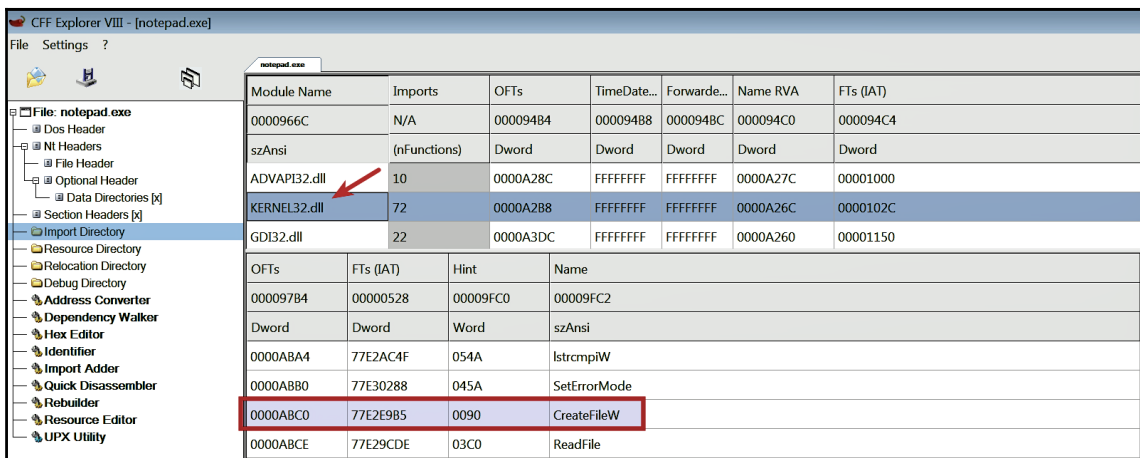 CFF Explorer VIII - [notepad.exe]
File Settings ?
notepad.exe
File: notepad.exe
Dos Header
Nt Headers
File Header
Optional Header
Data Directories [x]
Section Headers [x]
Import Directory
Resource Directory
Relocation Directory
Debug Directory
Address Converter
Dependency Walker
Hex Editor
Identifier
Import Adder
Quick Disassembler
Rebuilder
Resource Editor
UPX Utility
Module Name Imports OFTs TimeDate... Forwarde... Name RVA FTs (IAT)
0000966C N/A 000094B4 000094B8 000094BC 000094C0 000094C4
szAnsi (nFunctions) Dword Dword Dword Dword Dword
ADVAPI32.dll 10 0000A28C FFFFFFFF FFFFFFFF 0000A27C 00001000
KERNEL32.dll 72 0000A2B8 FFFFFFFF FFFFFFFF 0000A26C 0000102C
GDI32.dll 22 0000A3DC FFFFFFFF FFFFFFFF 0000A260 00001150
OFTs FTs (IAT) Hint Name
000097B4 00000528 00009FC0 00009FC2
Dword Dword Word szAnsi
0000ABA4 77E2AC4F 054A lstrcmpiW
0000ABB0 77E30288 045A SetErrorMode
0000ABC0 77E2E9B5 0090 CreateFileW
0000ABCE 77E29CDE 03C0 ReadFile